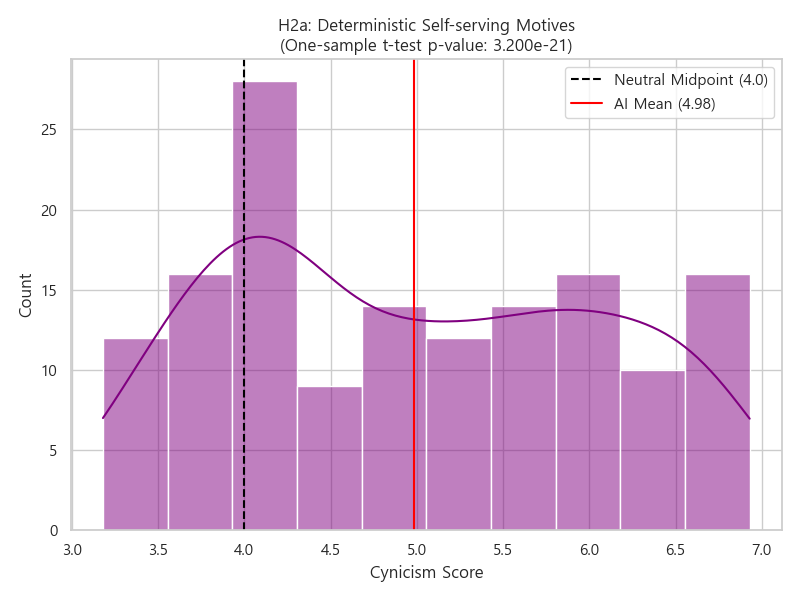 H2a: Deterministic Self-serving Motives
(One-sample t-test p-value: 3.200e-21)
Neutral Midpoint (4.0)
AI Mean (4.98)
25
20
15
10
5
0
Count
3.0 3.5 4.0 4.5 5.0 5.5 6.0 6.5 7.0
Cynicism Score